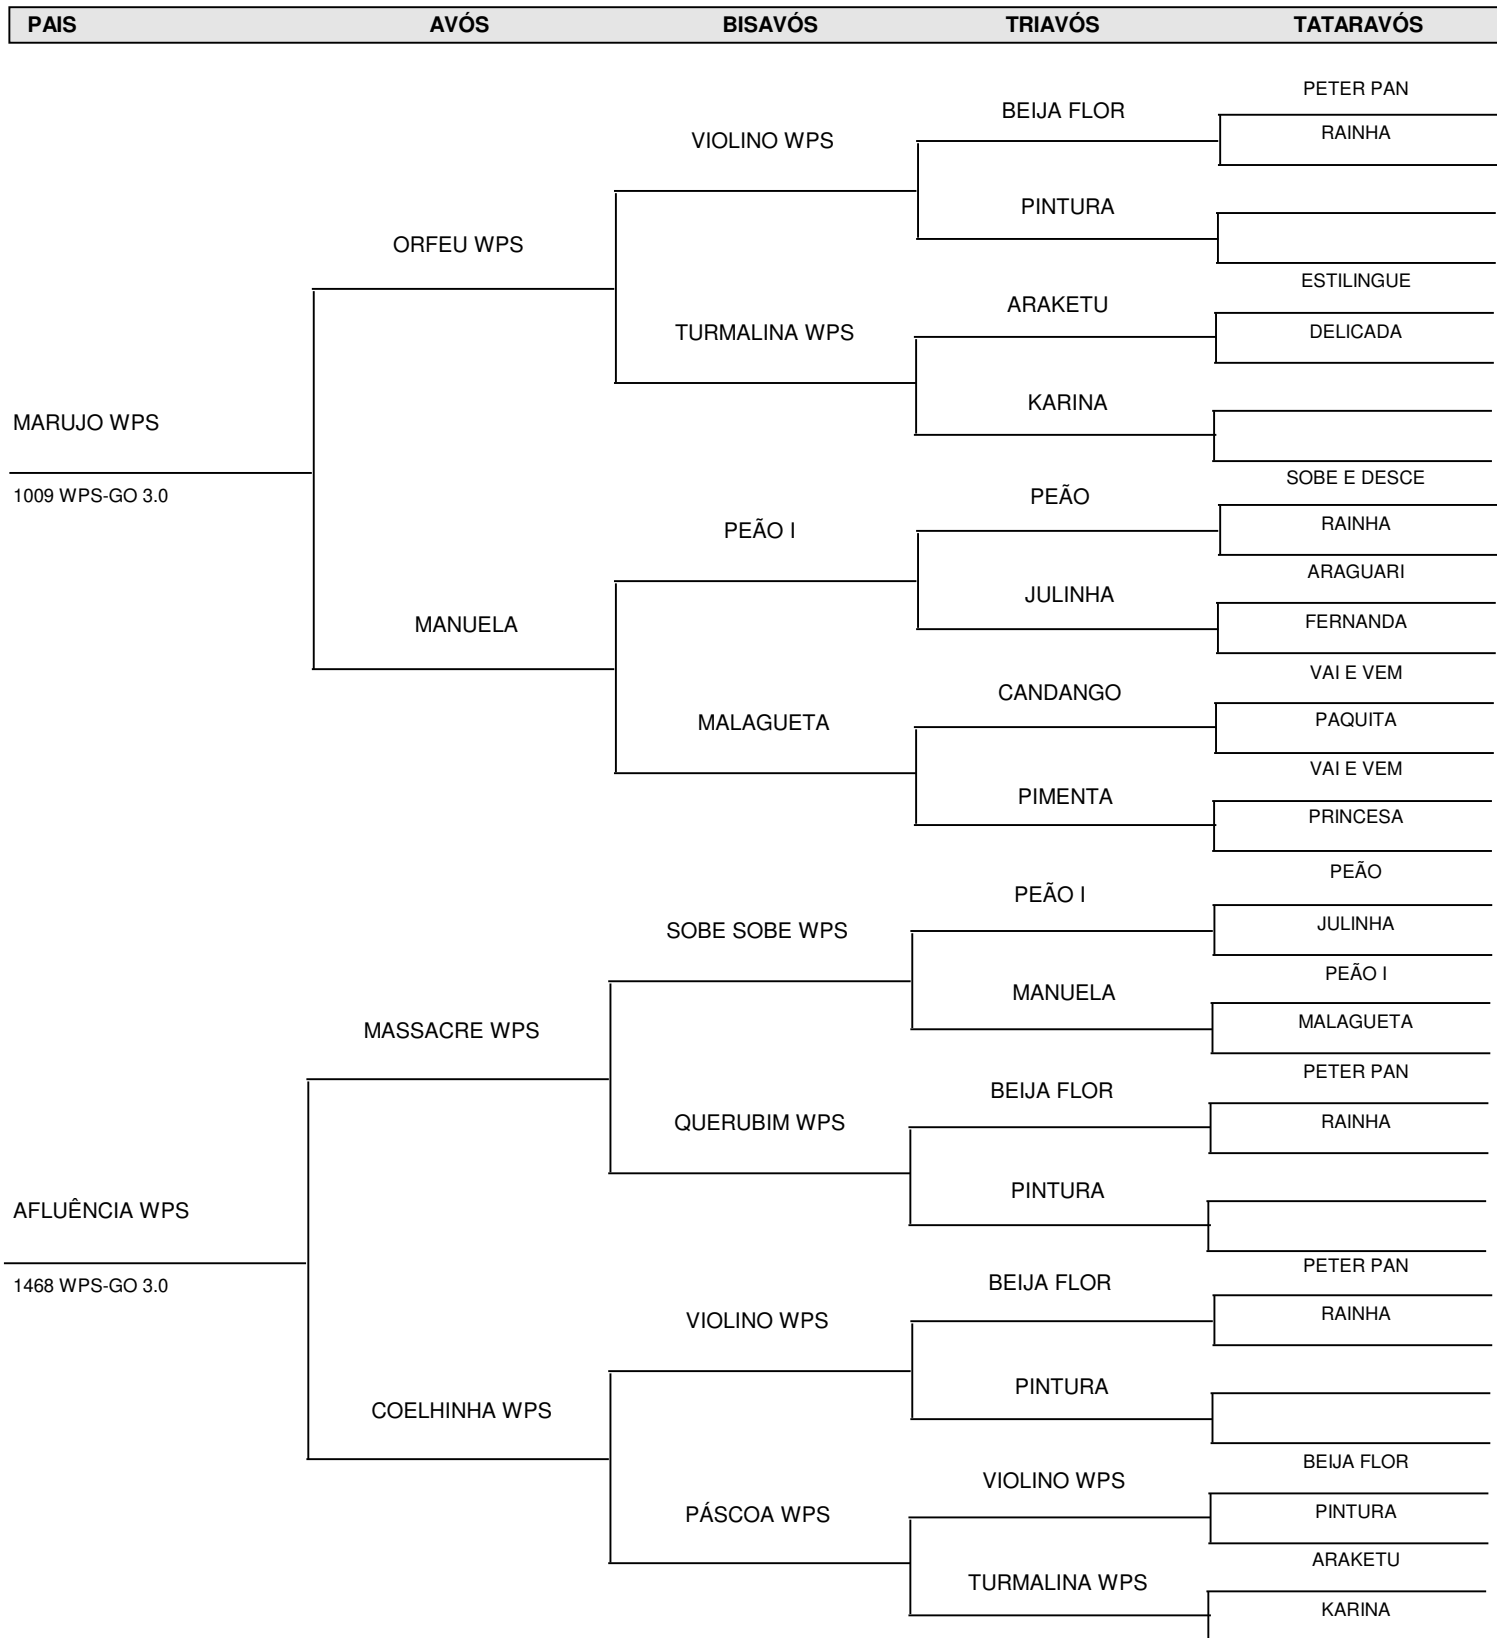 PAIS AVÓS BISAVÓS TRIAVÓS TATARAVÓS
PETER PAN
BEIJA FLOR
RAINHA
VIOLINO WPS
PINTURA
ORFEU WPS
ESTILINGUE
ARAKETU
DELICADA
TURMALINA WPS
KARINA
MARUJO WPS
SOBE E DESCE
1009 WPS-GO 3.0
PEÃO
RAINHA
PEÃO I
ARAGUARI
JULINHA
FERNANDA
MANUELA
VAI E VEM
CANDANGO
PAQUITA
MALAGUETA
VAI E VEM
PIMENTA
PRINCESA
PEÃO
PEÃO I
JULINHA
SOBE SOBE WPS
PEÃO I
MANUELA
MALAGUETA
MASSACRE WPS
PETER PAN
BEIJA FLOR
RAINHA
QUERUBIM WPS
PINTURA
AFLUÊNCIA WPS
PETER PAN
1468 WPS-GO 3.0
BEIJA FLOR
RAINHA
VIOLINO WPS
PINTURA
COELHINHA WPS
BEIJA FLOR
VIOLINO WPS
PINTURA
PÁSCOA WPS
ARAKETU
TURMALINA WPS
KARINA